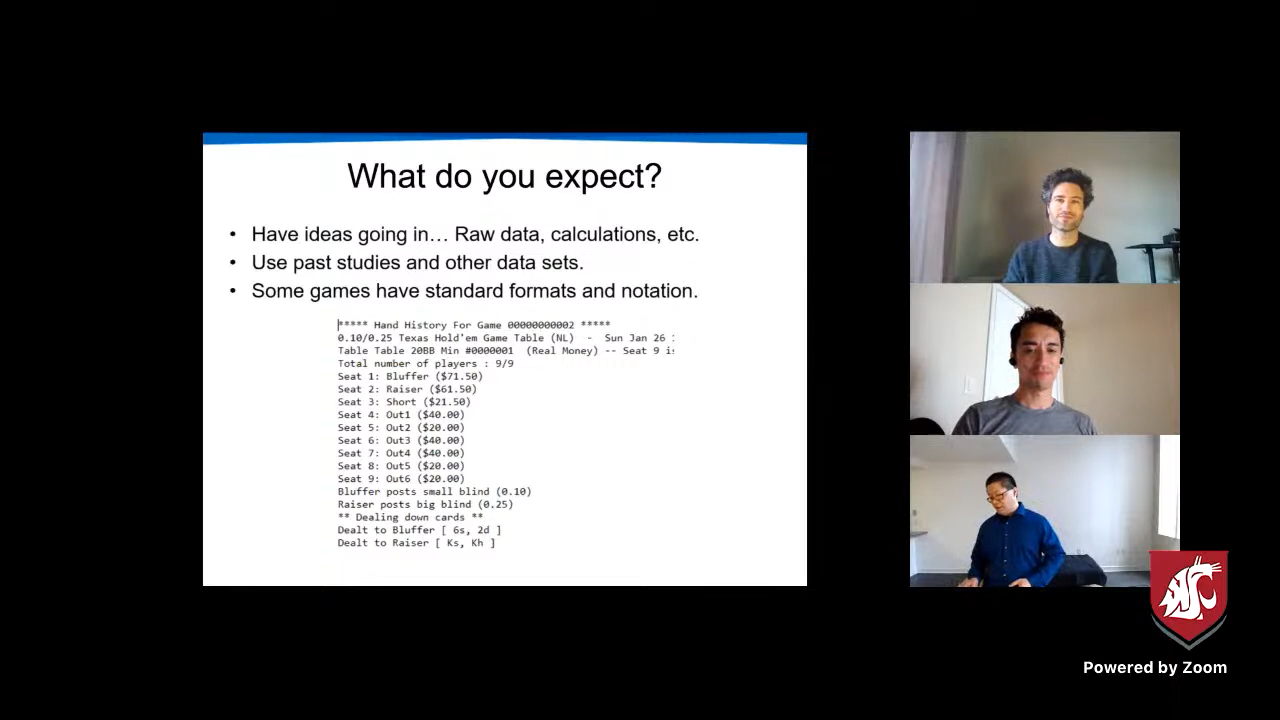 What do you expect?
• Have ideas going in… Raw data, calculations, etc.
• Use past studies and other data sets.
• Some games have standard formats and notation.
***** Hand History For Game 00000000002 *****
0.10/0.25 Texas Hold'em Game Table (NL) - Sun Jan 26
Table Table 20BB Min #0000001 (Real Money) -- Seat 9 is
Total number of players : 9/9
Seat 1: Bluffer ($71.50)
Seat 2: Raiser ($61.50)
Seat 3: Short ($21.50)
Seat 4: Out1 ($40.00)
Seat 5: Out2 ($20.00)
Seat 6: Out3 ($40.00)
Seat 7: Out4 ($40.00)
Seat 8: Out5 ($20.00)
Seat 9: Out6 ($20.00)
Bluffer posts small blind (0.10)
Raiser posts big blind (0.25)
** Dealing down cards **
Dealt to Bluffer [ 6s, 2d ]
Dealt to Raiser [ Ks, Kh ]
Powered by Zoom